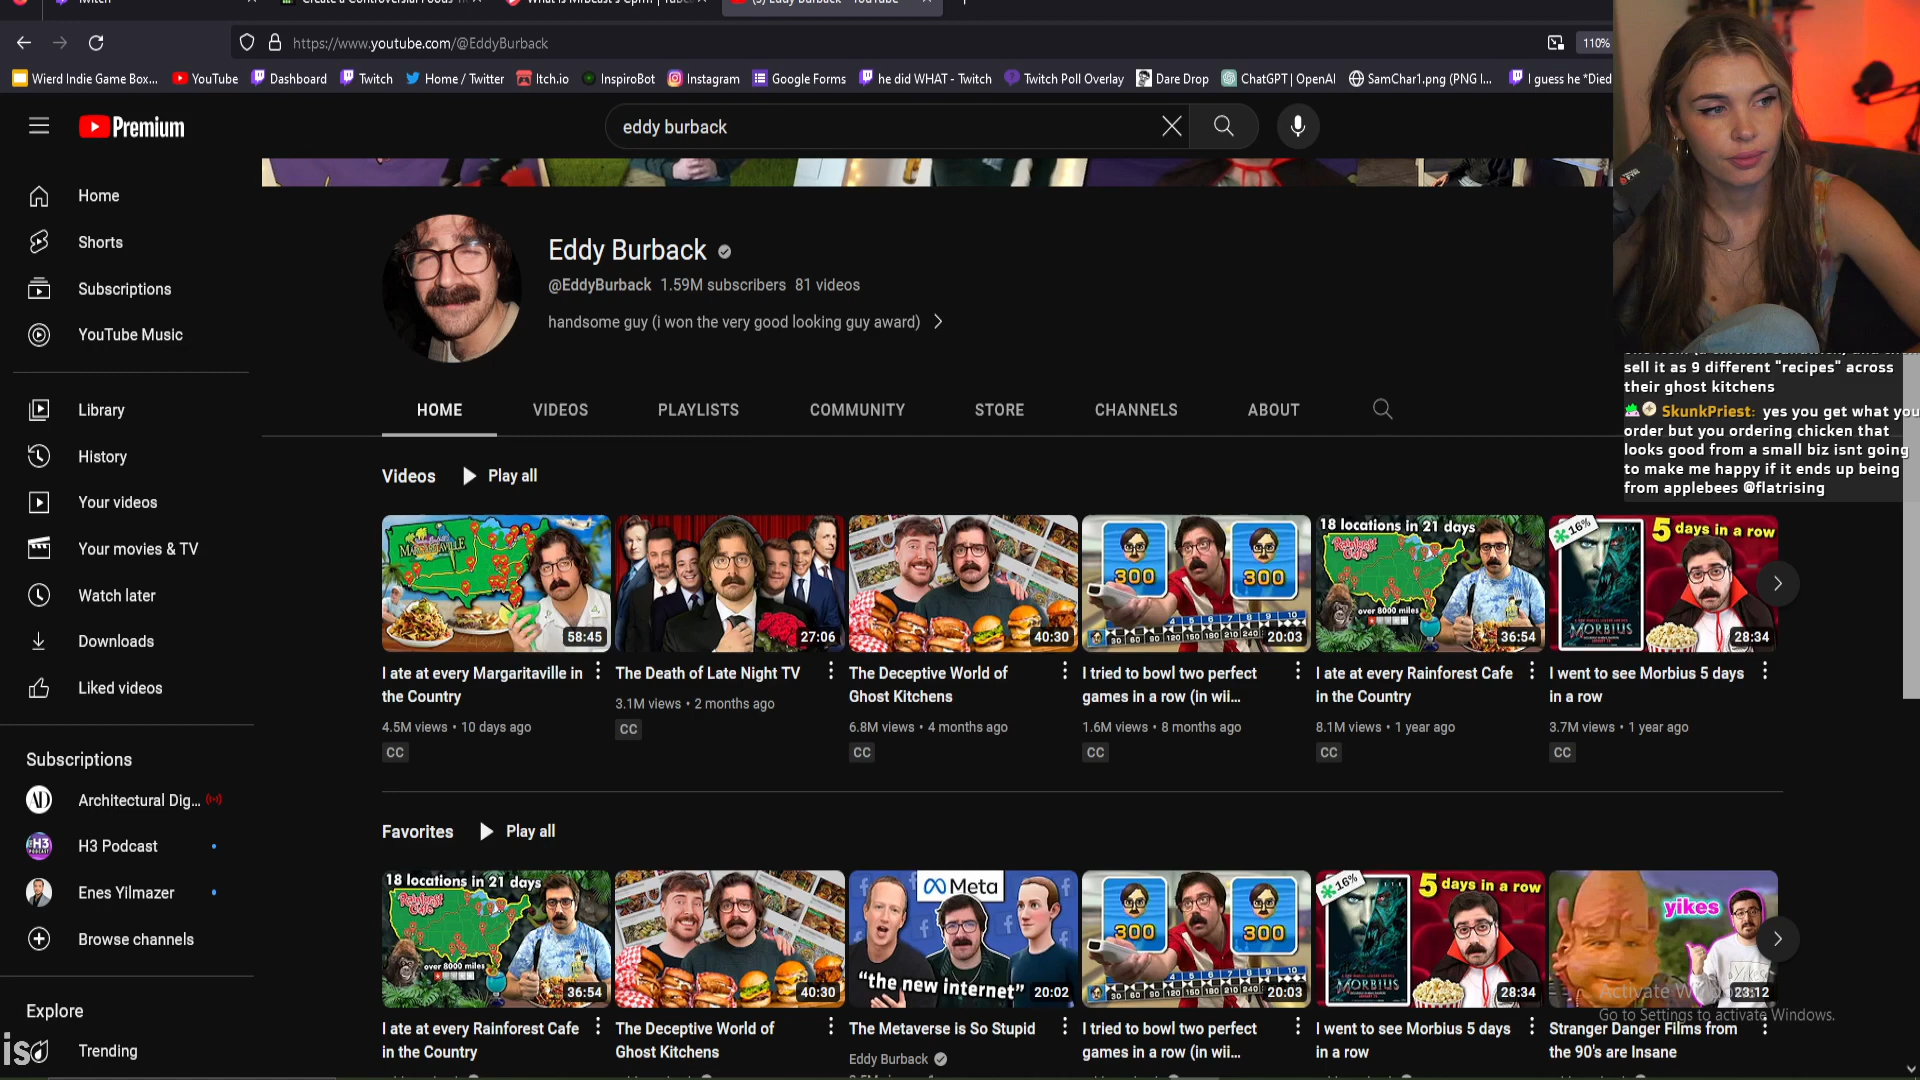 https://www.youtube.com/@EddyBurback
110%
Wierd Indie Game Box...
YouTube
Dashboard
Twitch
Home / Twitter
Itch.io
InspiroBot
Instagram
Google Forms
he did WHAT - Twitch
Twitch Poll Overlay
Dare Drop
ChatGPT | OpenAI
SamChar1.png (PNG I...
I guess he *Died
Premium
eddy burback
Home
Shorts
Subscriptions
YouTube Music
Library
History
Your videos
Your movies & TV
Watch later
Downloads
Liked videos
Subscriptions
Architectural Dig...
H3 Podcast
Enes Yilmazer
Browse channels
Explore
Trending
Eddy Burback
@EddyBurback 1.59M subscribers 81 videos
handsome guy (i won the very good looking guy award)
HOME
VIDEOS
PLAYLISTS
COMMUNITY
STORE
CHANNELS
ABOUT
sell it as 9 different "recipes" across
their ghost kitchens
SkunkPriest: yes you get what you
order but you ordering chicken that
looks good from a small biz isnt going
to make me happy if it ends up being
from applebees @flatrising
Videos
Play all
MARGARITAVILLE
58:45
I ate at every Margaritaville in
the Country
4.5M views • 10 days ago
CC
27:06
The Death of Late Night TV
3.1M views • 2 months ago
CC
40:30
The Deceptive World of
Ghost Kitchens
6.8M views • 4 months ago
CC
300
300
20:03
I tried to bowl two perfect
games in a row (in wii...
1.6M views • 8 months ago
CC
18 locations in 21 days
Rainforest Cafe
over 8000 miles
36:54
I ate at every Rainforest Cafe
in the Country
8.1M views • 1 year ago
CC
16%
5 days in a row
MORBIUS
28:34
I went to see Morbius 5 days
in a row
3.7M views • 1 year ago
CC
Favorites
Play all
18 locations in 21 days
Rainforest Cafe
over 8000 miles
36:54
I ate at every Rainforest Cafe
in the Country
40:30
The Deceptive World of
Ghost Kitchens
Meta
"the new internet"
20:02
The Metaverse is So Stupid
Eddy Burback
300
300
20:03
I tried to bowl two perfect
games in a row (in wii...
16%
5 days in a row
MORBIUS
28:34
I went to see Morbius 5 days
in a row
yikes
23:12
Stranger Danger Films from
the 90's are Insane
Go to Settings to activate Windows.
is